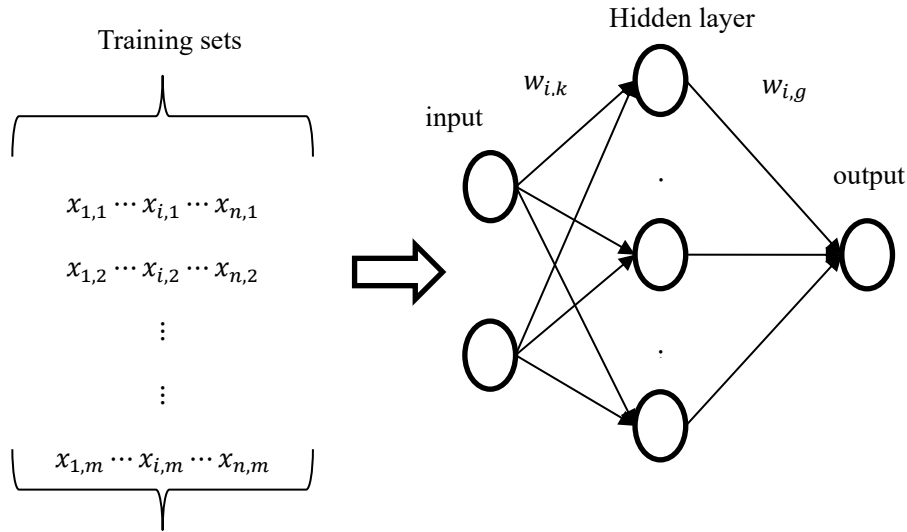 Training sets
x_{1,1} ⋯ x_{i,1} ⋯ x_{n,1}
x_{1,2} ⋯ x_{i,2} ⋯ x_{n,2}
⋮
⋮
x_{1,m} ⋯ x_{i,m} ⋯ x_{n,m}
Hidden layer
w_{i,k}
w_{i,g}
input
output